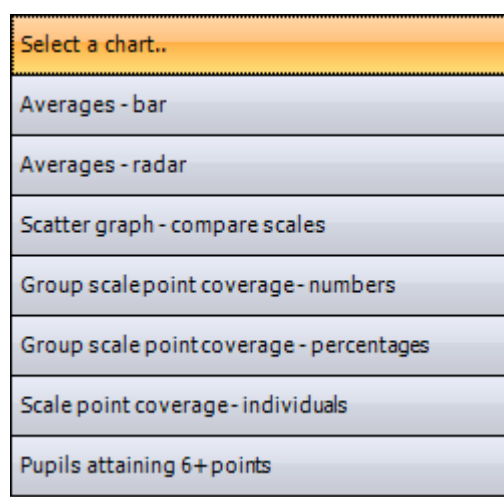 Select a chart..
Averages - bar
Averages - radar
Scatter graph - compare scales
Group scale point coverage - numbers
Group scale point coverage - percentages
Scale point coverage - individuals
Pupils attaining 6+ points